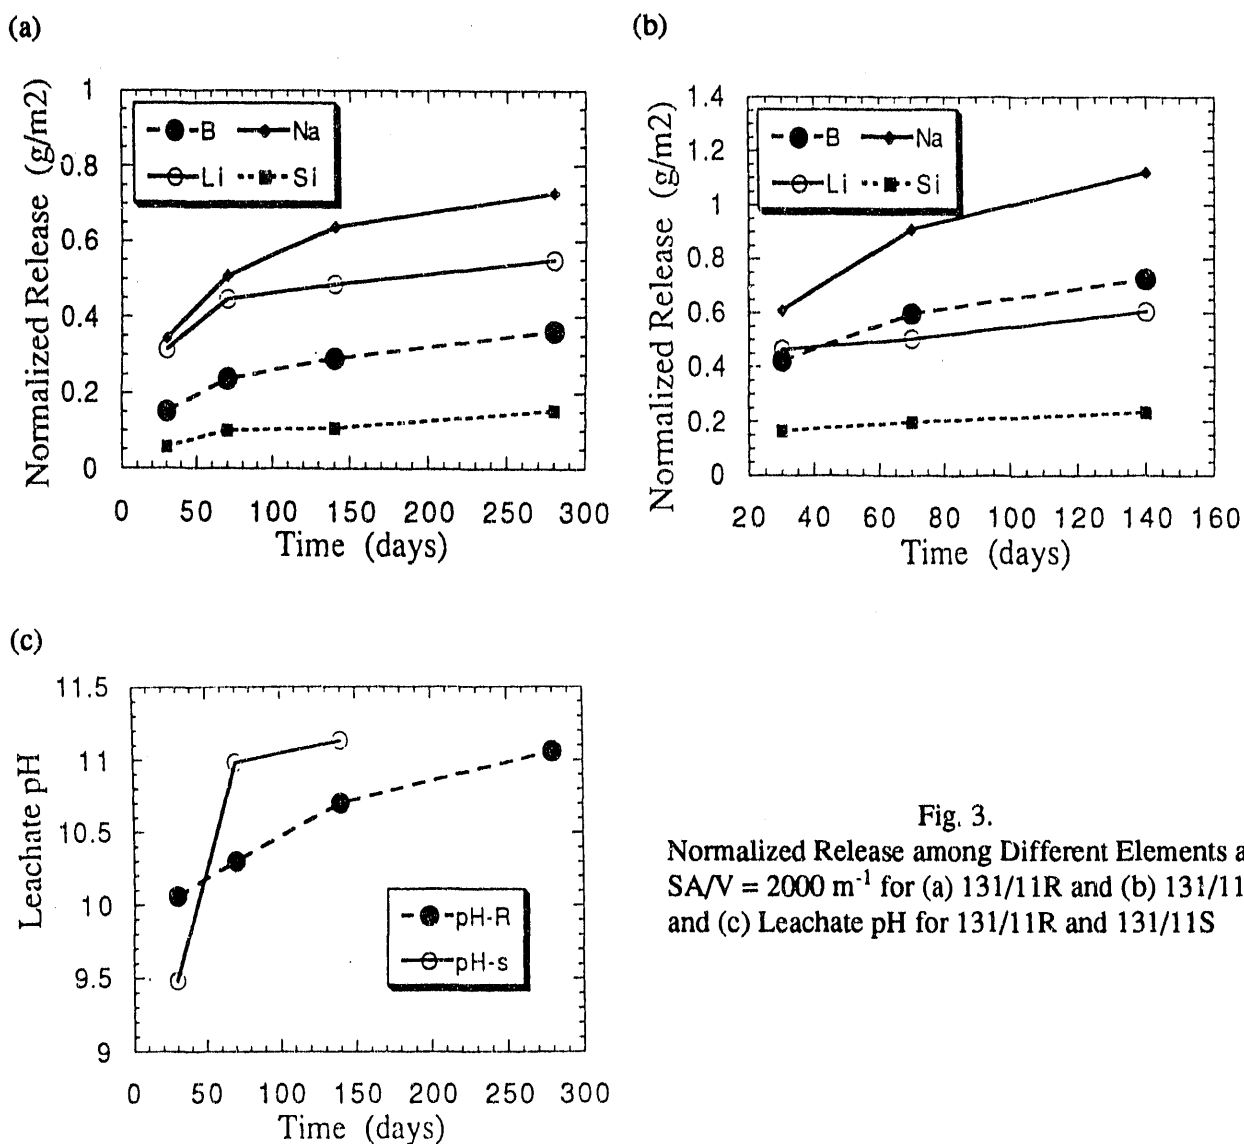 (a)
Normalized Release (g/m2)
1
0.8
0.6
0.4
0.2
0
B Na
Li Si
0 50 100 150 200 250 300
Time (days)
(b)
Normalized Release (g/m2)
1.4
1.2
1
0.8
0.6
0.4
0.2
0
B Na
Li Si
20 40 60 80 100 120 140 160
Time (days)
(c)
Leachate pH
11.5
11
10.5
10
9.5
9
pH-R
pH-s
0 50 100 150 200 250 300
Time (days)
Fig. 3.
Normalized Release among Different Elements a
SA/V = 2000 m⁻¹ for (a) 131/11R and (b) 131/11
and (c) Leachate pH for 131/11R and 131/11S